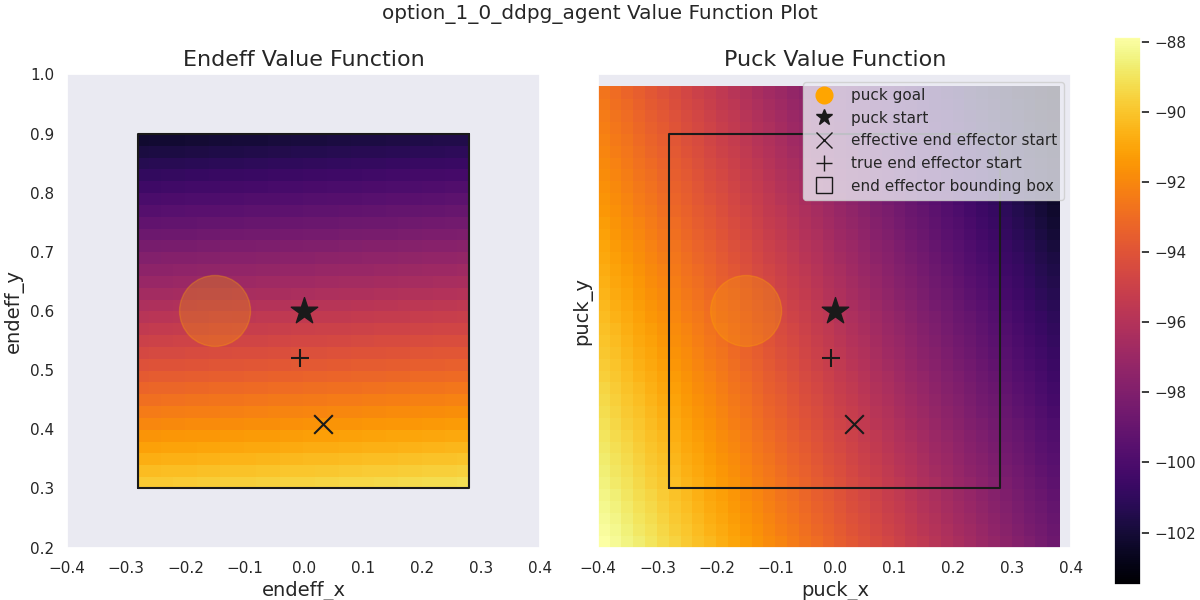 option_1_0_ddpg_agent Value Function Plot
Endeff Value Function
Puck Value Function
1.0
0.9
0.8
0.7
0.6
0.5
0.4
0.3
0.2
endeff_y
−0.4 −0.3 −0.2 −0.1 0.0 0.1 0.2 0.3 0.4
endeff_x
puck goal
puck start
effective end effector start
true end effector start
end effector bounding box
puck_y
−0.4 −0.3 −0.2 −0.1 0.0 0.1 0.2 0.3 0.4
puck_x
−88
−90
−92
−94
−96
−98
−100
−102